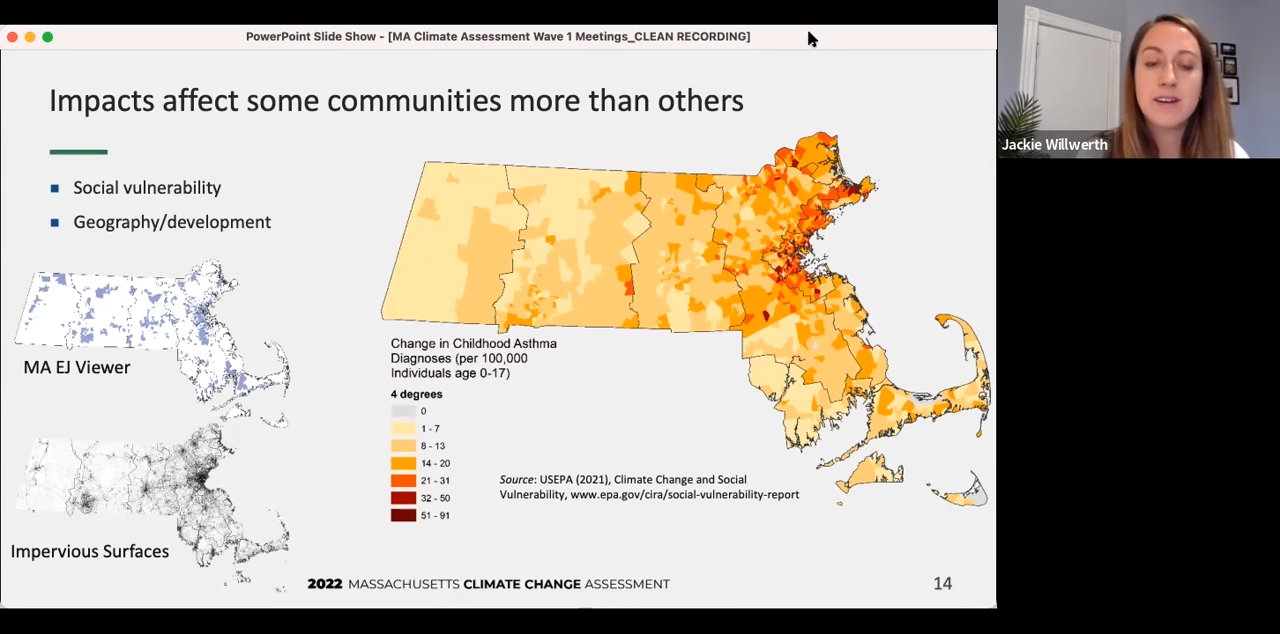 PowerPoint Slide Show - [MA Climate Assessment Wave 1 Meetings_CLEAN RECORDING]
Jackie Willwerth
Impacts affect some communities more than others
Social vulnerability
Geography/development
MA EJ Viewer
Impervious Surfaces
Change in Childhood Asthma
Diagnoses (per 100,000
Individuals age 0-17)
4 degrees
0
1 - 7
8 - 13
14 - 20
21 - 31
32 - 50
51 - 91
Source: USEPA (2021), Climate Change and Social
Vulnerability, www.epa.gov/cira/social-vulnerability-report
2022 MASSACHUSETTS CLIMATE CHANGE ASSESSMENT
14